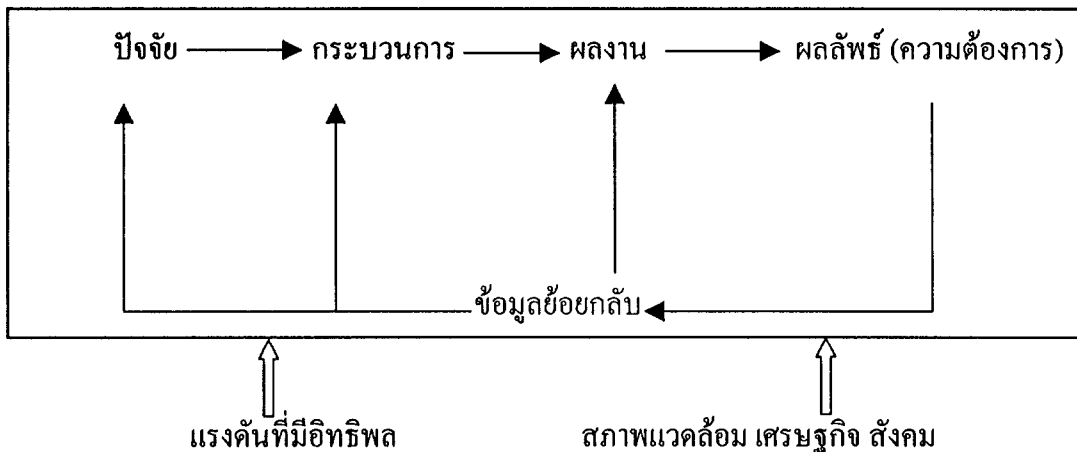 ปัจจัย กระบวนการ ผลงาน ผลลัพธ์ (ความต้องการ)
ข้อมูลย้อยกลับ
แรงคันที่มีอิทธิพล สภาพแวดล้อม เศรษฐกิจ สังคม